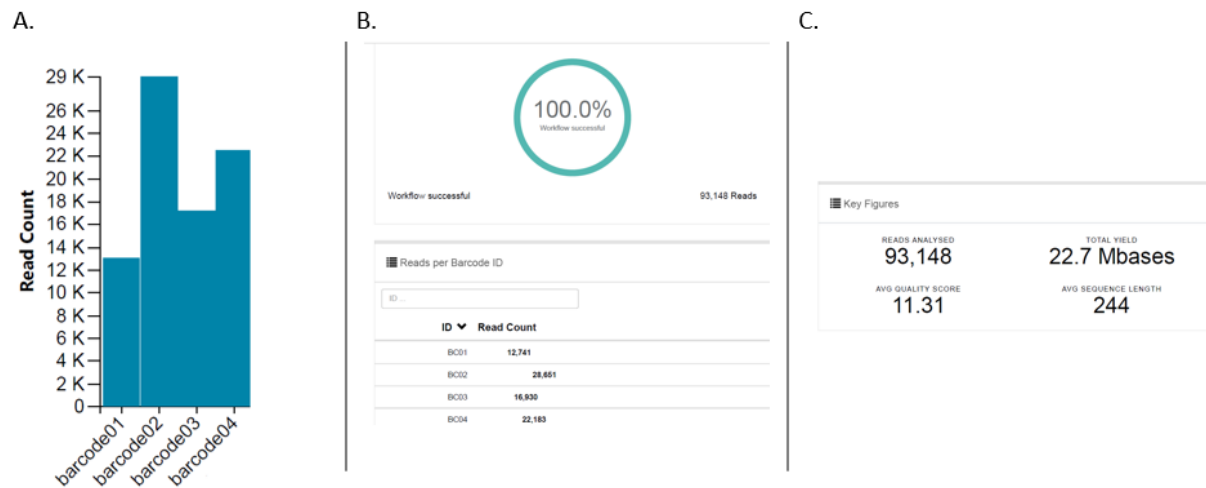 A.
Read Count
29 K
26 K
24 K
22 K
20 K
18 K
16 K
14 K
12 K
10 K
8 K
6 K
4 K
2 K
0
barcode01
barcode02
barcode03
barcode04
B.
100.0%
Workflow successful
Workflow successful 93,148 Reads
Reads per Barcode ID
ID ...
ID Read Count
BC01 12,741
BC02 28,651
BC03 16,930
BC04 22,183
C.
Key Figures
READS ANALYSED TOTAL YIELD
93,148 22.7 Mbases
AVG QUALITY SCORE AVG SEQUENCE LENGTH
11.31 244